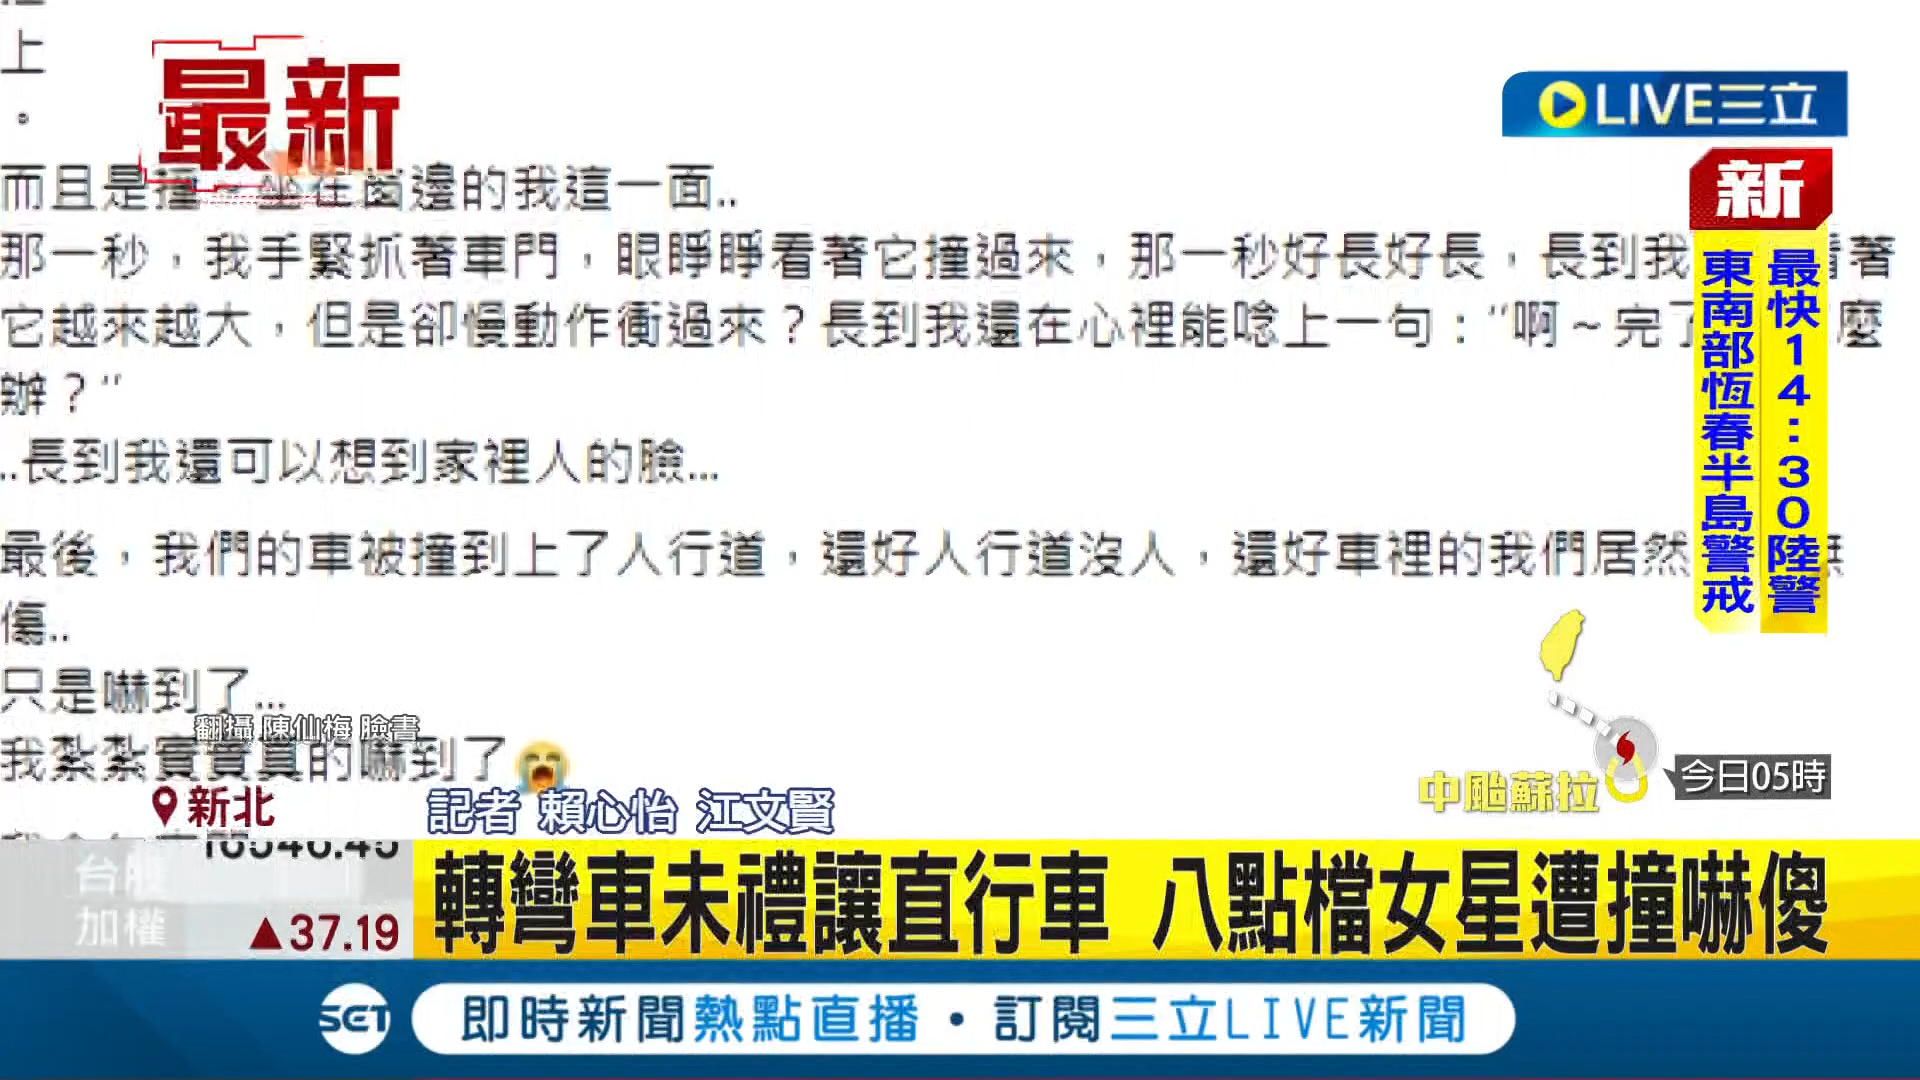 上
。
最新
LIVE三立
新
最快14:30陸警
東南部恆春半島警戒
而且是撞 坐在窗邊的我這一面..
那一秒，我手緊抓著車門，眼睜睜看著它撞過來，那一秒好長好長，長到我 看著
它越來越大，但是卻慢動作衝過來？長到我還在心裡能唸上一句：“啊～完了 麼
辦？“
..長到我還可以想到家裡人的臉...
最後，我們的車被撞到上了人行道，還好人行道沒人，還好車裡的我們居然 無
傷..
只是嚇到了...
翻攝 陳仙梅 臉書
我紮紮實實真的嚇到了😭
中颱蘇拉
今日05時
新北
記者 賴心怡 江文賢
台股
加權
16546.45
▲37.19
轉彎車未禮讓直行車 八點檔女星遭撞嚇傻
SET
即時新聞熱點直播・訂閱三立LIVE新聞